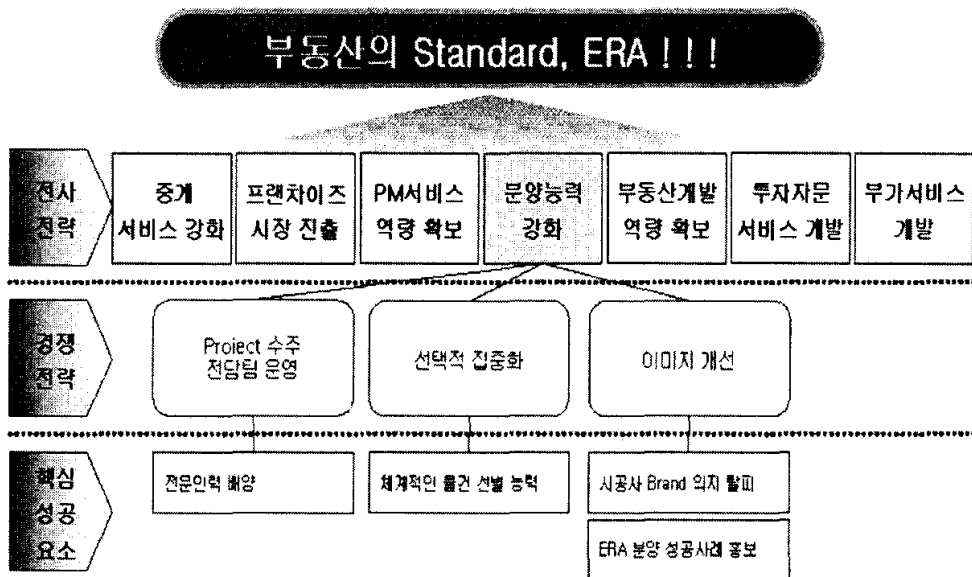 부동산의 Standard, ERA ! ! !
전사
전략
중계
서비스 강화
프랜차이즈
시장 진출
PM서비스
역량 확보
분양능력
강화
부동산개발
역량 확보
투자자문
서비스 개발
부가서비스
개발
경쟁
전략
Project 수주
전담팀 운영
선택적 집중화
이미지 개선
핵심
성공
요소
전문인력 배양
체계적인 물건 선별 능력
시공사 Brand 의지 탈피
ERA 분양 성공사례 홍보